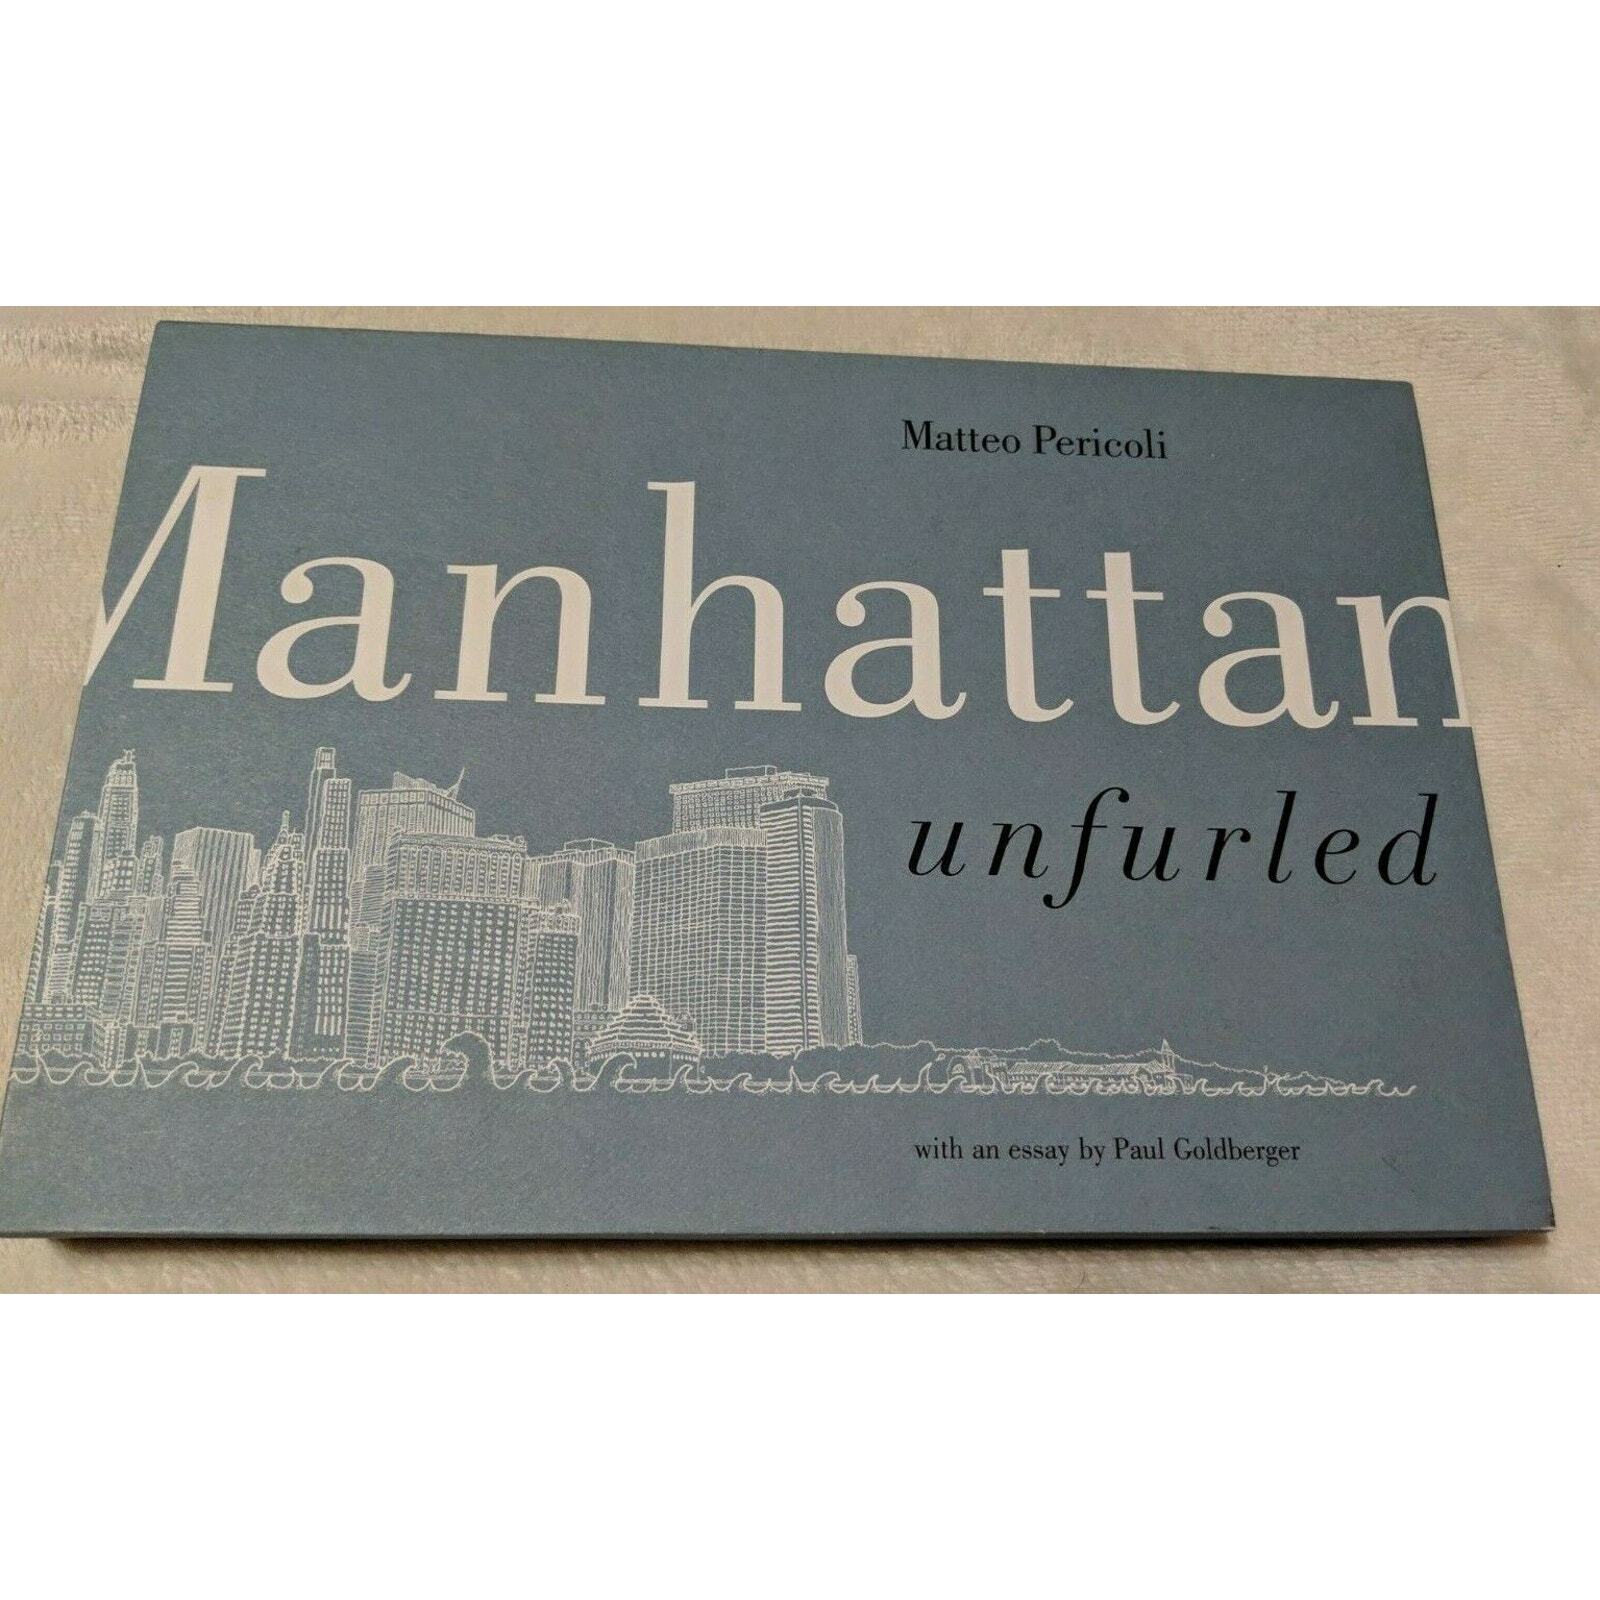 Matteo Pericoli
Manhattan
unfurled
with an essay by Paul Goldberger